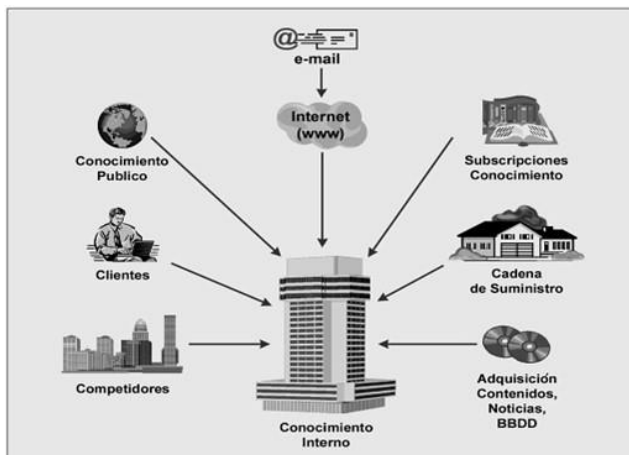 @
e-mail
Internet
(www)
Conocimiento
Publico
Subscripciones
Conocimiento
Clientes
Cadena
de Suministro
Competidores
Adquisición
Contenidos,
Noticias,
BBDD
Conocimiento
Interno